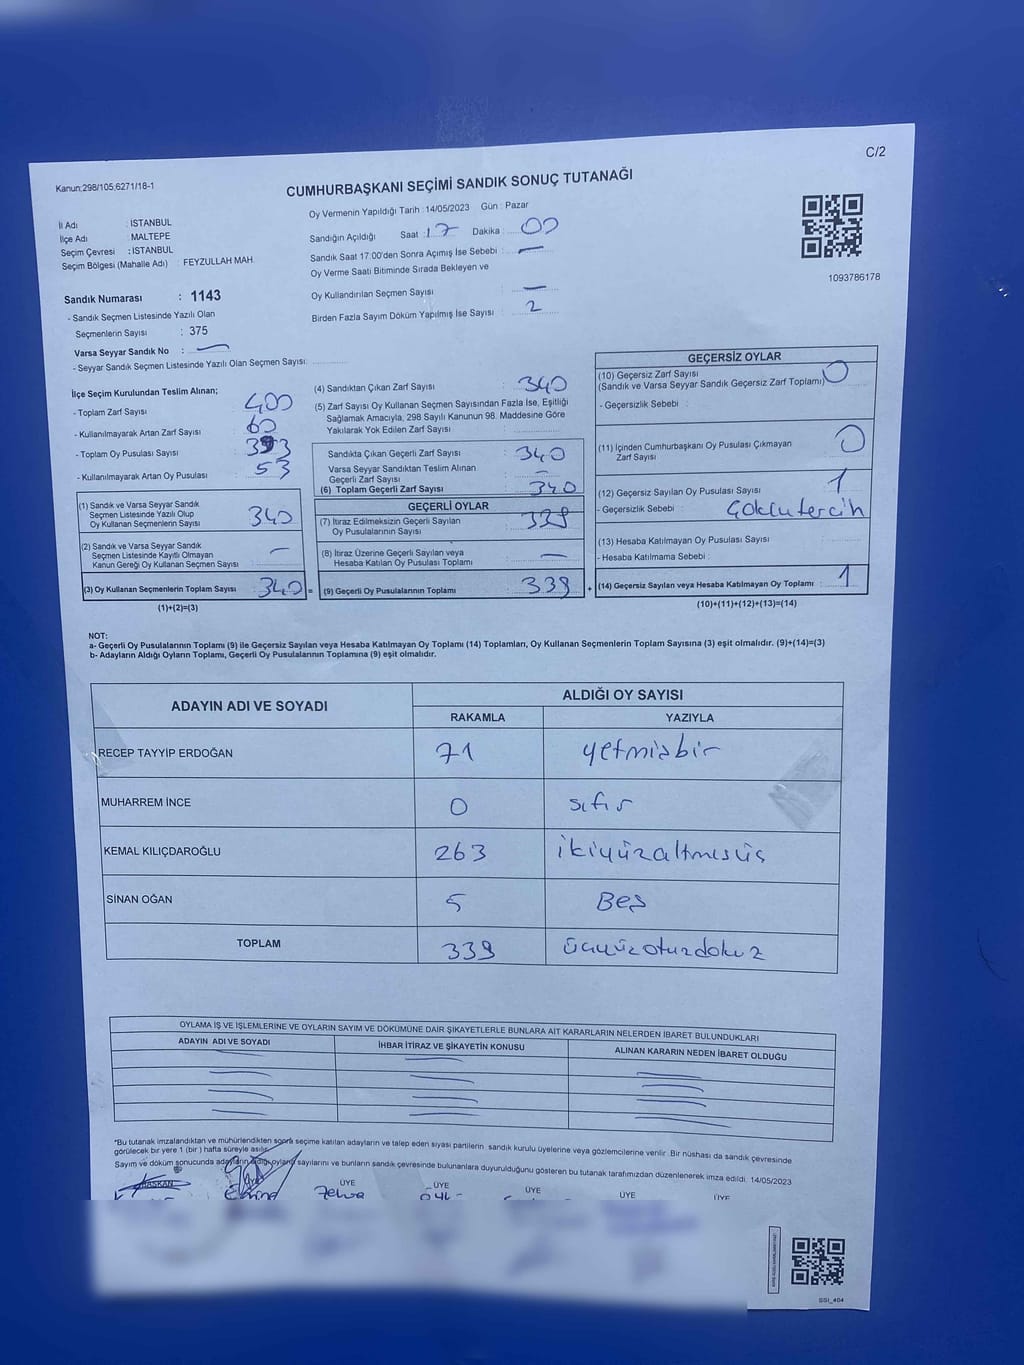 C/2
Kanun;298/105,6271/18-1
CUMHURBAŞKANI SEÇİMİ SANDIK SONUÇ TUTANAĞI
İl Adı : İSTANBUL
İlçe Adı : MALTEPE
Seçim Çevresi : İSTANBUL
Seçim Bölgesi (Mahalle Adı) : FEYZULLAH MAH.
Oy Vermenin Yapıldığı Tarih : 14/05/2023 Gün : Pazar
Sandığın Açıldığı Saat : 17 Dakika : 00
Sandık Saat 17:00'den Sonra Açımış İse Sebebi : —
Oy Verme Saati Bitiminde Sırada Bekleyen ve
Oy Kullandırılan Seçmen Sayısı : —
Birden Fazla Sayım Döküm Yapılmış İse Sayısı : 2
1093786178
Sandık Numarası : 1143
- Sandık Seçmen Listesinde Yazılı Olan
Seçmenlerin Sayısı : 375
Varsa Seyyar Sandık No : —
- Seyyar Sandık Seçmen Listesinde Yazılı Olan Seçmen Sayısı:
İlçe Seçim Kurulundan Teslim Alınan;
- Toplam Zarf Sayısı 400
- Kullanılmayarak Artan Zarf Sayısı 60
- Toplam Oy Pusulası Sayısı 393
- Kullanılmayarak Artan Oy Pusulası 53
(1) Sandık ve Varsa Seyyar Sandık
Seçmen Listesinde Yazılı Olup
Oy Kullanan Seçmenlerin Sayısı 340
(2) Sandık ve Varsa Seyyar Sandık
Seçmen Listesinde Kayıtlı Olmayan
Kanun Gereği Oy Kullanan Seçmen Sayısı : —
(3) Oy Kullanan Seçmenlerin Toplam Sayısı 340 =
(1)+(2)=(3)
(4) Sandıktan Çıkan Zarf Sayısı : 340
(5) Zarf Sayısı Oy Kullanan Seçmen Sayısından Fazla İse, Eşitliği
Sağlamak Amacıyla, 298 Sayılı Kanunun 98. Maddesine Göre
Yakılarak Yok Edilen Zarf Sayısı :
Sandıkta Çıkan Geçerli Zarf Sayısı : 340
Varsa Seyyar Sandıktan Teslim Alınan
Geçerli Zarf Sayısı : —
(6) Toplam Geçerli Zarf Sayısı : 340
GEÇERLİ OYLAR
(7) İtiraz Edilmeksizin Geçerli Sayılan
Oy Pusulalarının Sayısı : 339
(8) İtiraz Üzerine Geçerli Sayılan veya
Hesaba Katılan Oy Pusulası Toplamı : —
(9) Geçerli Oy Pusulalarının Toplamı : 339 +
GEÇERSİZ OYLAR
(10) Geçersiz Zarf Sayısı
(Sandık ve Varsa Seyyar Sandık Geçersiz Zarf Toplamı) 0
- Geçersizlik Sebebi :
(11) İçinden Cumhurbaşkanı Oy Pusulası Çıkmayan
Zarf Sayısı 0
(12) Geçersiz Sayılan Oy Pusulası Sayısı : 1
- Geçersizlik Sebebi : Çoklu tercih
(13) Hesaba Katılmayan Oy Pusulası Sayısı
- Hesaba Katılmama Sebebi :
(14) Geçersiz Sayılan veya Hesaba Katılmayan Oy Toplamı : 1
(10)+(11)+(12)+(13)=(14)
NOT:
a- Geçerli Oy Pusulalarının Toplamı (9) ile Geçersiz Sayılan veya Hesaba Katılmayan Oy Toplamı (14) Toplamları, Oy Kullanan Seçmenlerin Toplam Sayısına (3) eşit olmalıdır. (9)+(14)=(3)
b- Adayların Aldığı Oyların Toplamı, Geçerli Oy Pusulalarının Toplamına (9) eşit olmalıdır.
ADAYIN ADI VE SOYADI ALDIĞI OY SAYISI
RAKAMLA YAZIYLA
RECEP TAYYİP ERDOĞAN 71 yetmişbir
MUHARREM İNCE 0 sıfır
KEMAL KILIÇDAROĞLU 263 ikiyüzaltmışüç
SİNAN OĞAN 5 Beş
TOPLAM 339 üçyüzotuzdokuz
OYLAMA İŞ VE İŞLEMLERİNE VE OYLARIN SAYIM VE DÖKÜMÜNE DAİR ŞİKAYETLERLE BUNLARA AİT KARARLARIN NELERDEN İBARET BULUNDUKLARI
ADAYIN ADI VE SOYADI İHBAR İTİRAZ VE ŞİKAYETİN KONUSU ALINAN KARARIN NEDEN İBARET OLDUĞU
*Bu tutanak imzalandıktan ve mühürlendikten sonra seçime katılan adayların ve talep eden siyasi partilerin sandık kurulu üyelerine veya gözlemcilerine verilir. Bir nüshası da sandık çevresinde
görülecek bir yere 1 (bir ) hafta süreyle asılır.
Sayım ve döküm sonucunda adayların aldığı oyların sayılarını ve bunların sandık çevresinde bulunanlara duyurulduğunu gösteren bu tutanak tarafımızdan düzenlenerek imza edildi. 14/05/2023
BAŞKAN ÜYE ÜYE ÜYE ÜYE ÜYE
SSI_404